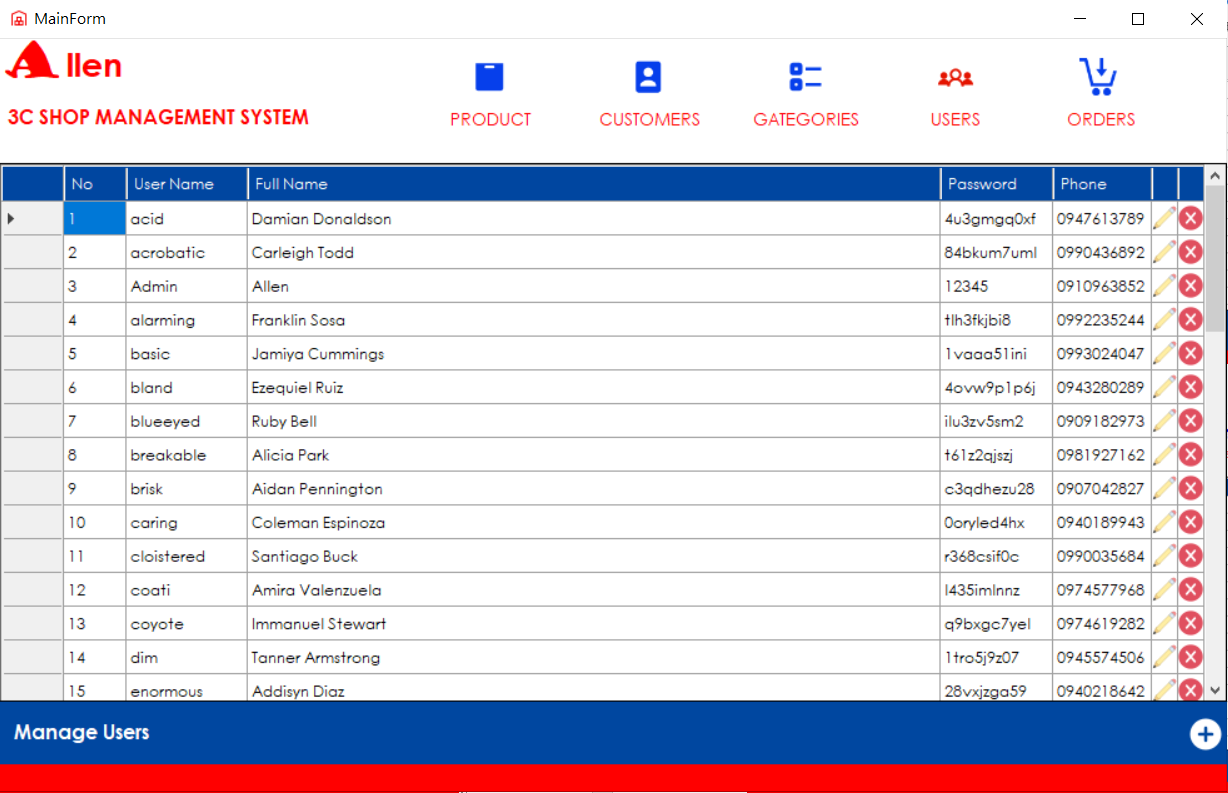 MainForm
Allen
3C SHOP MANAGEMENT SYSTEM
PRODUCT CUSTOMERS GATEGORIES USERS ORDERS
No User Name Full Name Password Phone
1 acid Damian Donaldson 4u3gmgq0xf 0947613789
2 acrobatic Carleigh Todd 84bkum7uml 0990436892
3 Admin Allen 12345 0910963852
4 alarming Franklin Sosa tlh3fkjbi8 0992235244
5 basic Jamiya Cummings 1vaaa51ini 0993024047
6 bland Ezequiel Ruiz 4ovw9p1p6j 0943280289
7 blueeyed Ruby Bell ilu3zv5sm2 0909182973
8 breakable Alicia Park t61z2qjszj 0981927162
9 brisk Aidan Pennington c3qdhezu28 0907042827
10 caring Coleman Espinoza 0oryled4hx 0940189943
11 cloistered Santiago Buck r368csif0c 0990035684
12 coati Amira Valenzuela l435imlnnz 0974577968
13 coyote Immanuel Stewart q9bxgc7yel 0974619282
14 dim Tanner Armstrong 1tro5j9z07 0945574506
15 enormous Addisyn Diaz 28vxjzga59 0940218642
Manage Users